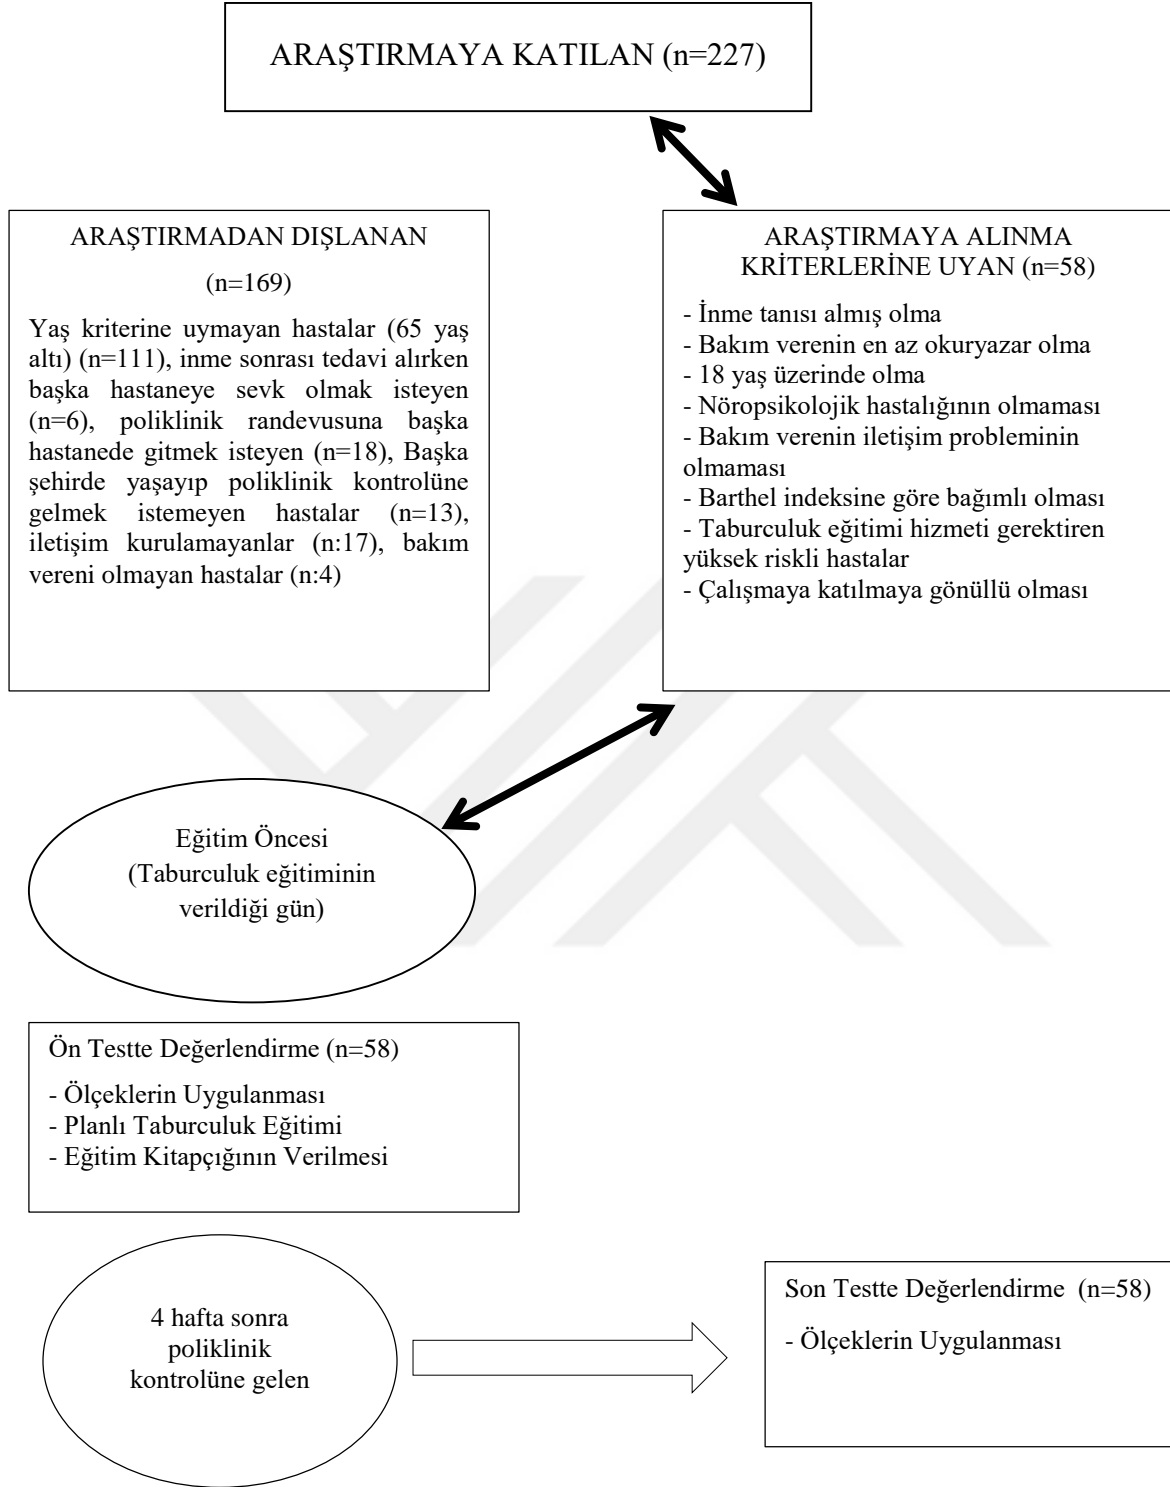 ARAŞTIRMAYA KATILAN (n=227)
ARAŞTIRMADAN DIŞLANAN
(n=169)
Yaş kriterine uymayan hastalar (65 yaş
altı) (n=111), inme sonrası tedavi alırken
başka hastaneye sevk olmak isteyen
(n=6), poliklinik randevusuna başka
hastanede gitmek isteyen (n=18), Başka
şehirde yaşayıp poliklinik kontrolüne
gelmek istemeyen hastalar (n=13),
iletişim kurulamayanlar (n:17), bakım
vereni olmayan hastalar (n:4)
ARAŞTIRMAYA ALINMA
KRİTERLERİNE UYAN (n=58)
- İnme tanısı almış olma
- Bakım verenin en az okuryazar olma
- 18 yaş üzerinde olma
- Nöropsikolojik hastalığının olmaması
- Bakım verenin iletişim probleminin
olmaması
- Barthel indeksine göre bağımlı olması
- Taburculuk eğitimi hizmeti gerektiren
yüksek riskli hastalar
- Çalışmaya katılmaya gönüllü olması
Eğitim Öncesi
(Taburculuk eğitiminin
verildiği gün)
Ön Testte Değerlendirme (n=58)
- Ölçeklerin Uygulanması
- Planlı Taburculuk Eğitimi
- Eğitim Kitapçığının Verilmesi
4 hafta sonra
poliklinik
kontrolüne gelen
Son Testte Değerlendirme  (n=58)
- Ölçeklerin Uygulanması